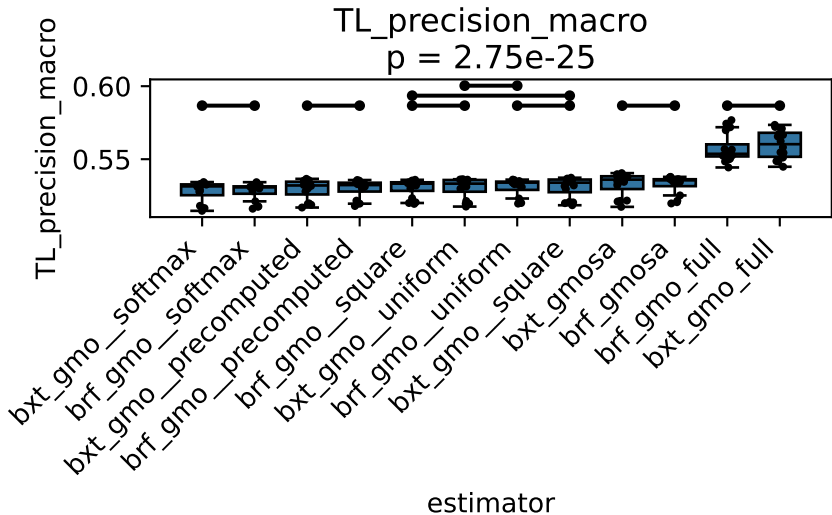 TL_precision_macro
p = 2.75e-25
TL_precision_macro
0.60
0.55
bxt_gmo__softmax
brf_gmo__softmax
bxt_gmo__precomputed
brf_gmo__precomputed
brf_gmo__square
bxt_gmo__uniform
brf_gmo__uniform
bxt_gmo__square
bxt_gmosa
brf_gmosa
brf_gmo_full
bxt_gmo_full
estimator